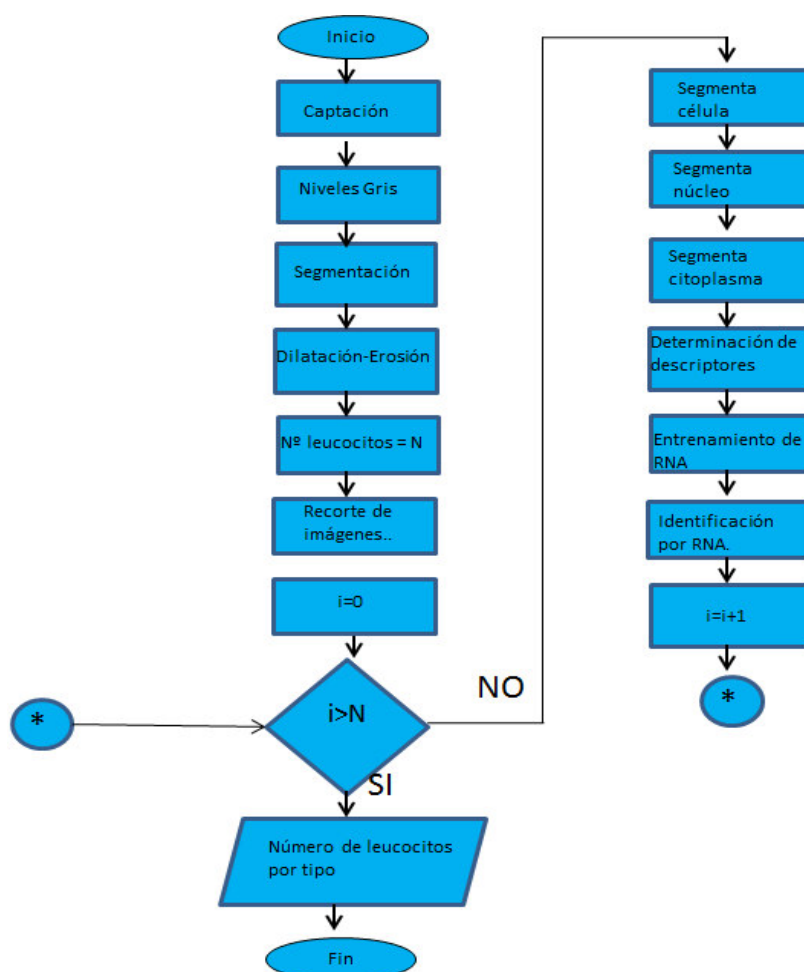 Inicio
Captación
Niveles Gris
Segmentación
Dilatación-Erosión
Nº leucocitos = N
Recorte de
imágenes..
i=0
i>N
NO
SI
*
Número de leucocitos
por tipo
Fin
Segmenta
célula
Segmenta
núcleo
Segmenta
citoplasma
Determinación de
descriptores
Entrenamiento de
RNA
Identificación
por RNA.
i=i+1
*